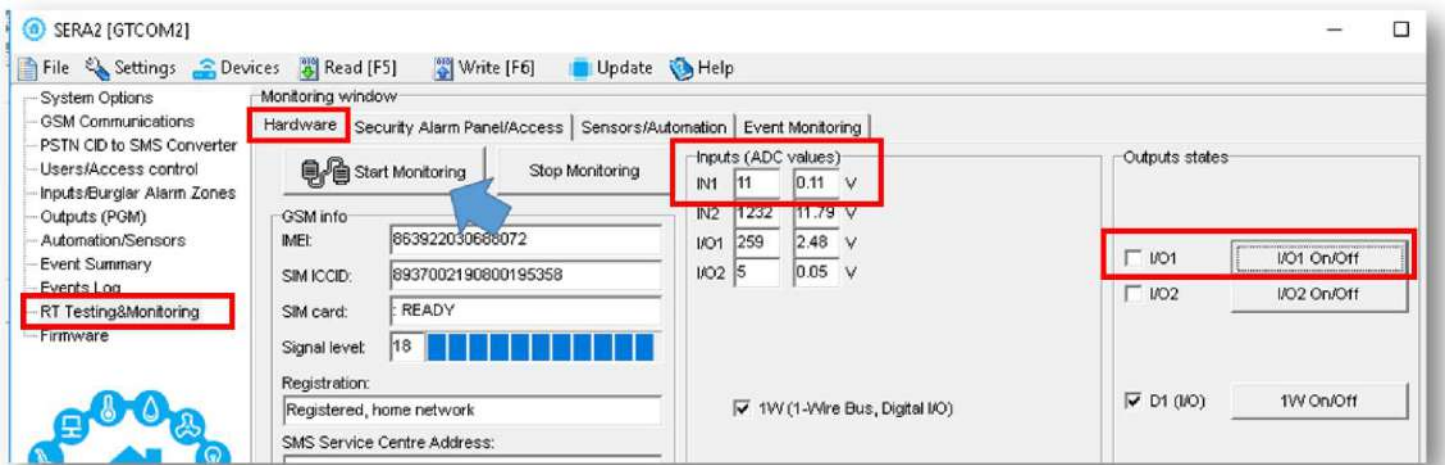 SERA2 [GTCOM2]
File Settings Devices Read [F5] Write [F6] Update Help
System Options
GSM Communications
PSTN CID to SMS Converter
Users/Access control
Inputs/Burglar Alarm Zones
Outputs (PGM)
Automation/Sensors
Event Summary
Events Log
RT Testing&Monitoring
Firmware
Monitoring window
Hardware Security Alarm Panel/Access Sensors/Automation Event Monitoring
Start Monitoring Stop Monitoring
GSM info
IMEI: 863922030688072
SIM ICCID: 8937002190800195358
SIM card: : READY
Signal level: 18
Registration:
Registered, home network
SMS Service Centre Address:
Inputs (ADC values)
IN1 11 0.11 V
IN2 1232 11.79 V
I/O1 259 2.48 V
I/O2 5 0.05 V
1W (1-Wire Bus, Digital I/O)
Outputs states
I/O1 I/O1 On/Off
I/O2 I/O2 On/Off
D1 (I/O) 1W On/Off